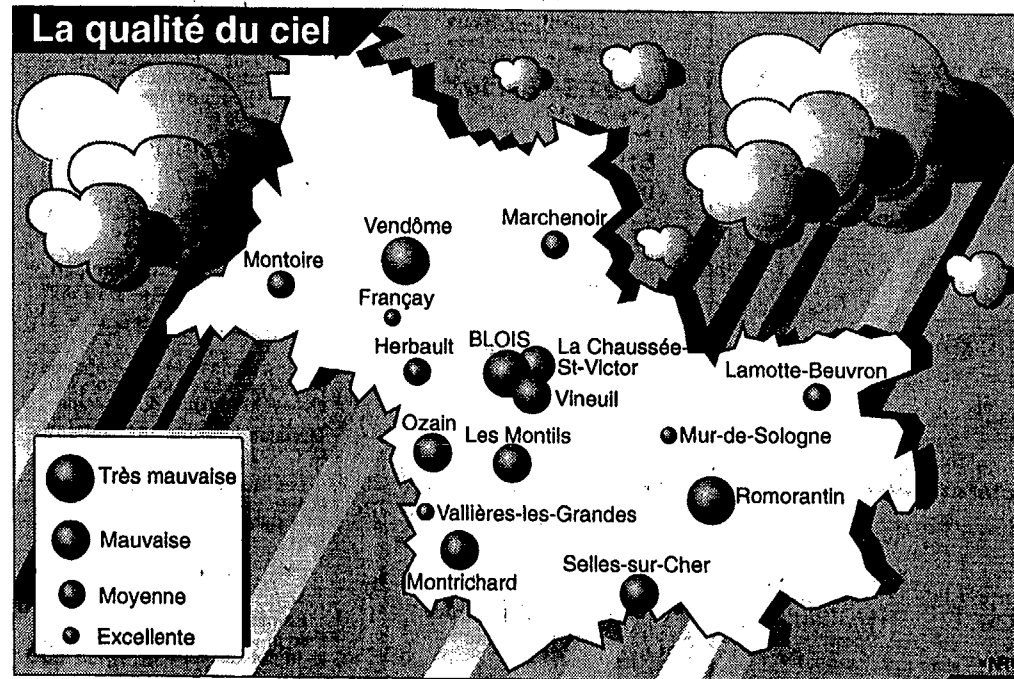 La qualité du ciel
Vendôme
Marchenoir
Montoire
Françay
Herbault
BLOIS
La Chaussée-
St-Victor
Vineuil
Lamotte-Beuvron
Ozain
Les Montils
Mur-de-Sologne
Romorantin
Vallières-les-Grandes
Montrichard
Selles-sur-Cher
Très mauvaise
Mauvaise
Moyenne
Excellente